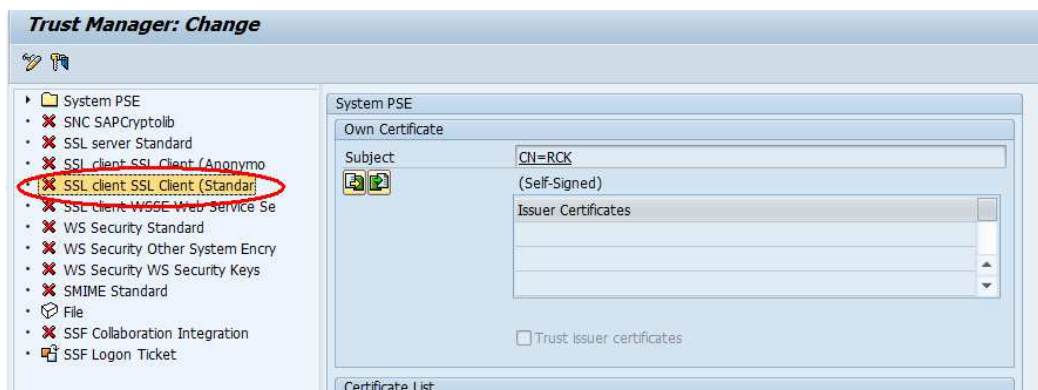 Trust Manager: Change
System PSE
SNC SAPCryptolib
SSL server Standard
SSL client SSL Client (Anonymo
SSL client SSL Client (Standar
SSL client WSSE Web Service Se
WS Security Standard
WS Security Other System Encry
WS Security WS Security Keys
SMIME Standard
File
SSF Collaboration Integration
SSF Logon Ticket
System PSE
Own Certificate
Subject CN=RCK
(Self-Signed)
Issuer Certificates
Trust issuer certificates
Certificate List